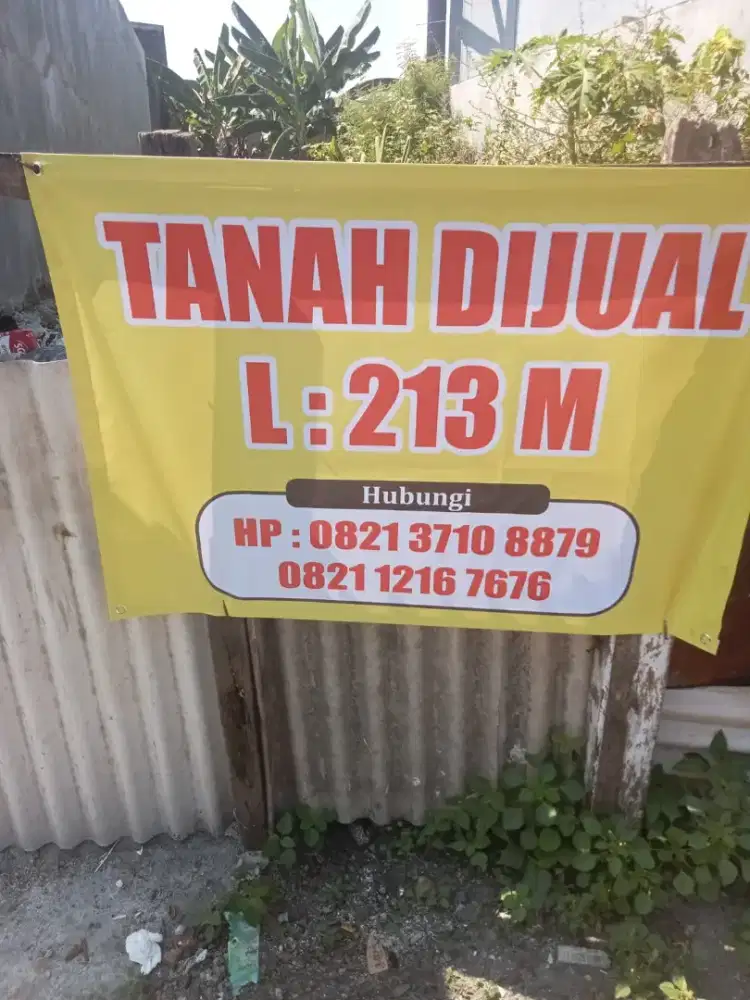 TANAH DIJUAL
L : 213 M
Hubungi
HP : 0821 3710 8879
0821 1216 7676